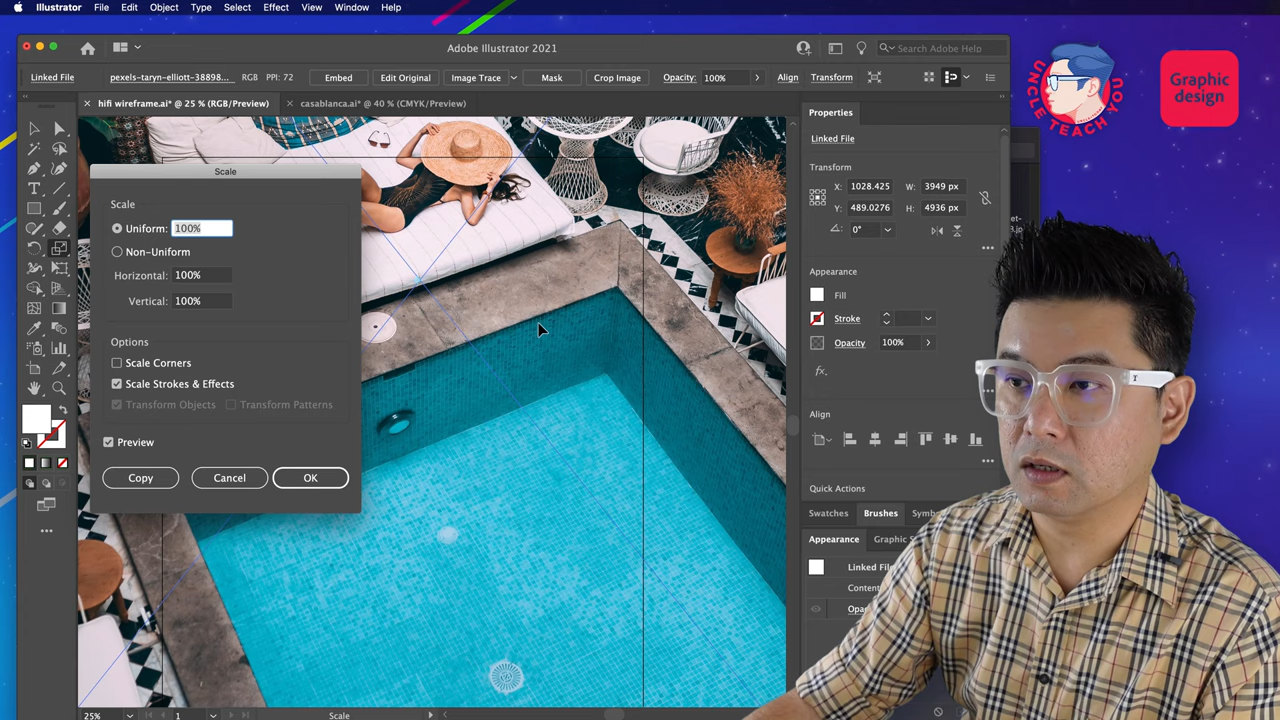 Illustrator File Edit Object Type Select Effect View Window Help
Adobe Illustrator 2021
Search Adobe Help
Linked File pexels-taryn-elliott-38898... RGB PPI: 72 Embed Edit Original Image Trace Mask Crop Image Opacity: 100% Align Transform
hifi wireframe.ai* @ 25 % (RGB/Preview) casablanca.ai* @ 40 % (CMYK/Preview)
UNCLE TEACH YOU
Graphic
design
Scale
Scale
Uniform: 100%
Non-Uniform
Horizontal: 100%
Vertical: 100%
Options
Scale Corners
Scale Strokes & Effects
Transform Objects Transform Patterns
Preview
Copy Cancel OK
Properties
Linked File
Transform
X: 1028.425 W: 3949 px
Y: 489.0276 H: 4936 px
0°
Appearance
Fill
Stroke
Opacity 100%
fx.
Align
Quick Actions
Swatches Brushes Symb
Appearance Graphic S
Linked File
Content
Opa
25% 1 Scale